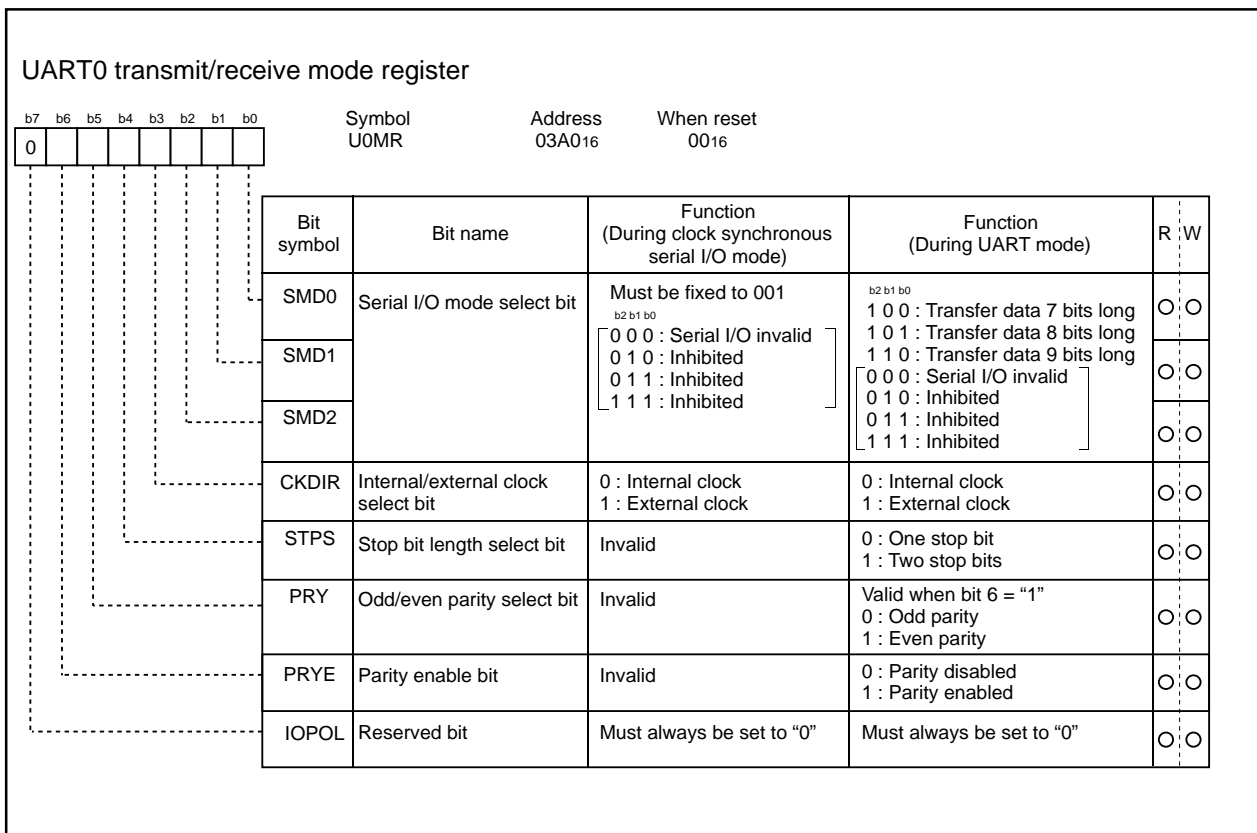 UART0 transmit/receive mode register
b7 b6 b5 b4 b3 b2 b1 b0
0
Symbol Address When reset
U0MR 03A016 0016
Bit symbol Bit name Function (During clock synchronous serial I/O mode) Function (During UART mode) R W
SMD0 Serial I/O mode select bit
SMD1
SMD2
Must be fixed to 001
b2 b1 b0
0 0 0 : Serial I/O invalid
0 1 0 : Inhibited
0 1 1 : Inhibited
1 1 1 : Inhibited
b2 b1 b0
1 0 0 : Transfer data 7 bits long
1 0 1 : Transfer data 8 bits long
1 1 0 : Transfer data 9 bits long
0 0 0 : Serial I/O invalid
0 1 0 : Inhibited
0 1 1 : Inhibited
1 1 1 : Inhibited
CKDIR Internal/external clock select bit
0 : Internal clock
1 : External clock
0 : Internal clock
1 : External clock
STPS Stop bit length select bit Invalid
0 : One stop bit
1 : Two stop bits
PRY Odd/even parity select bit Invalid
Valid when bit 6 = “1”
0 : Odd parity
1 : Even parity
PRYE Parity enable bit Invalid
0 : Parity disabled
1 : Parity enabled
IOPOL Reserved bit Must always be set to “0” Must always be set to “0”